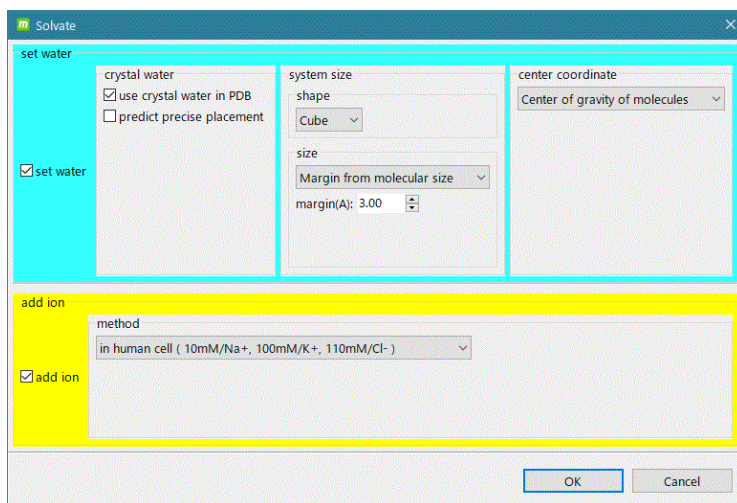 m Solvate
set water
crystal water
use crystal water in PDB
predict precise placement
system size
shape
Cube
size
Margin from molecular size
margin(A): 3.00
center coordinate
Center of gravity of molecules
set water
add ion
method
in human cell ( 10mM/Na+, 100mM/K+, 110mM/Cl- )
add ion
OK
Cancel